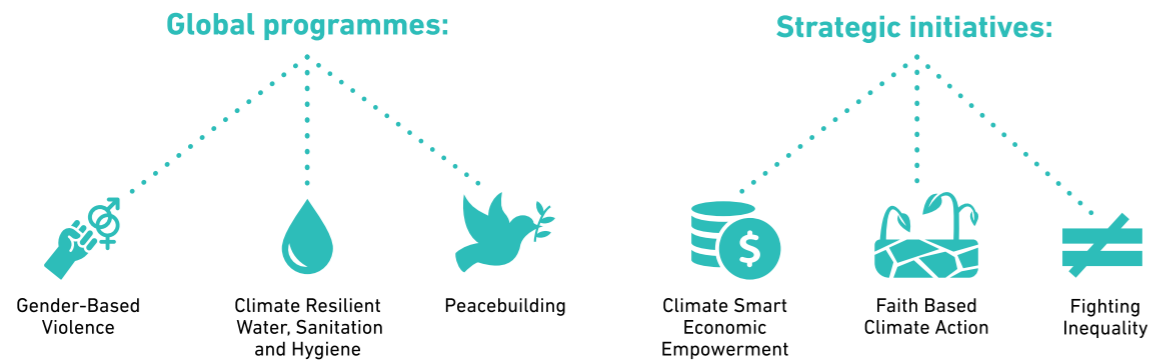 Global programmes:
Strategic initiatives:
$
Gender-Based
Violence
Climate Resilient
Water, Sanitation
and Hygiene
Peacebuilding
Climate Smart
Economic
Empowerment
Faith Based
Climate Action
Fighting
Inequality